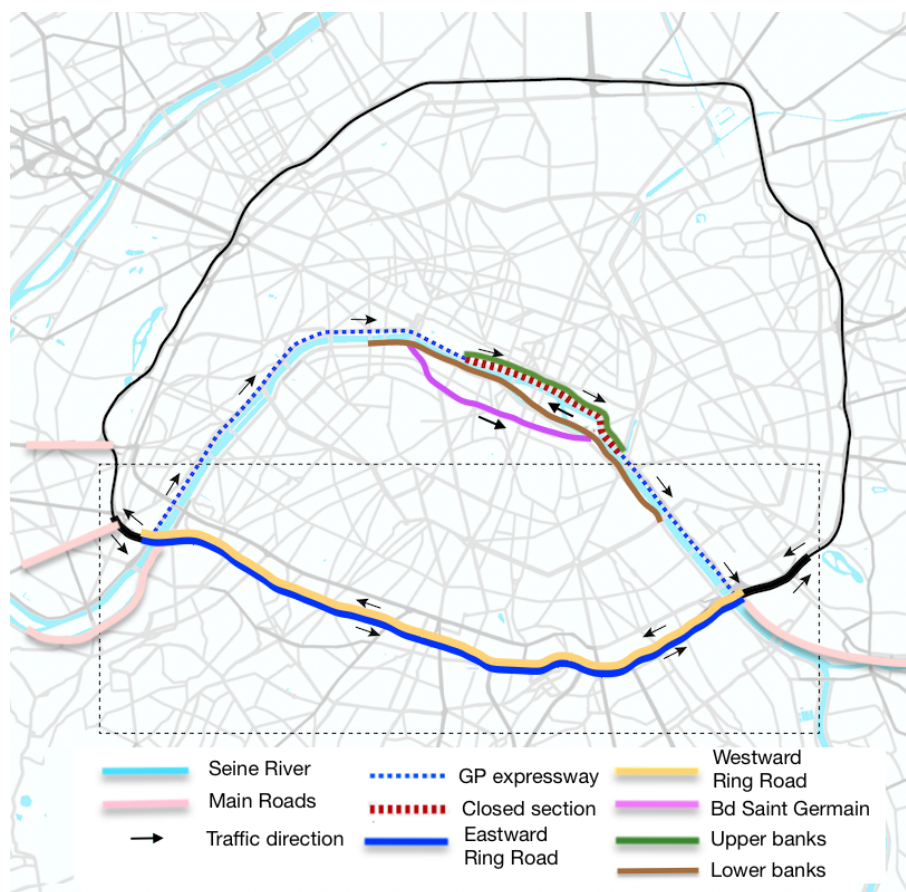 Seine River
Main Roads
Traffic direction
GP expressway
Closed section
Eastward
Ring Road
Westward
Ring Road
Bd Saint Germain
Upper banks
Lower banks